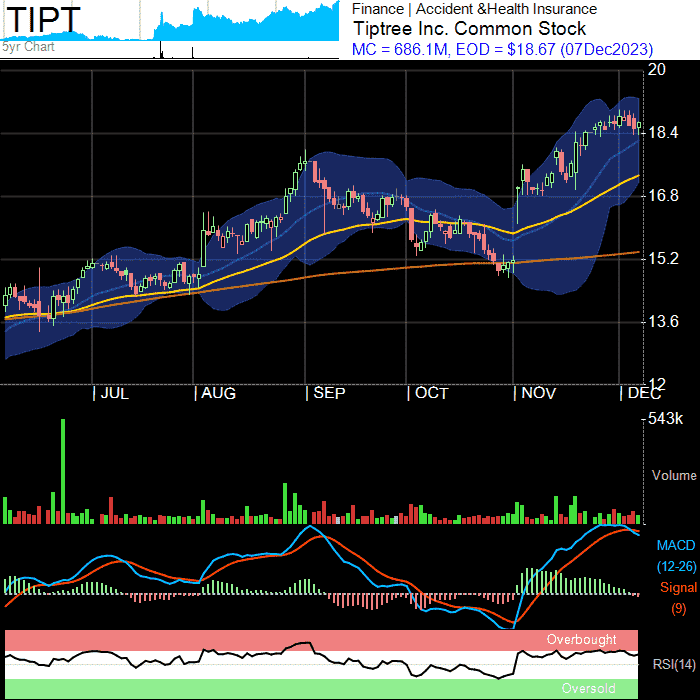 TIPT
5yr Chart
Finance | Accident &Health Insurance
Tiptree Inc. Common Stock
MC = 686.1M, EOD = $18.67 (07Dec2023)
20
18.4
16.8
15.2
13.6
12
| JUL | AUG | SEP | OCT | NOV | DEC
543k
Volume
MACD
(12-26)
Signal
(9)
Overbought
RSI(14)
Oversold